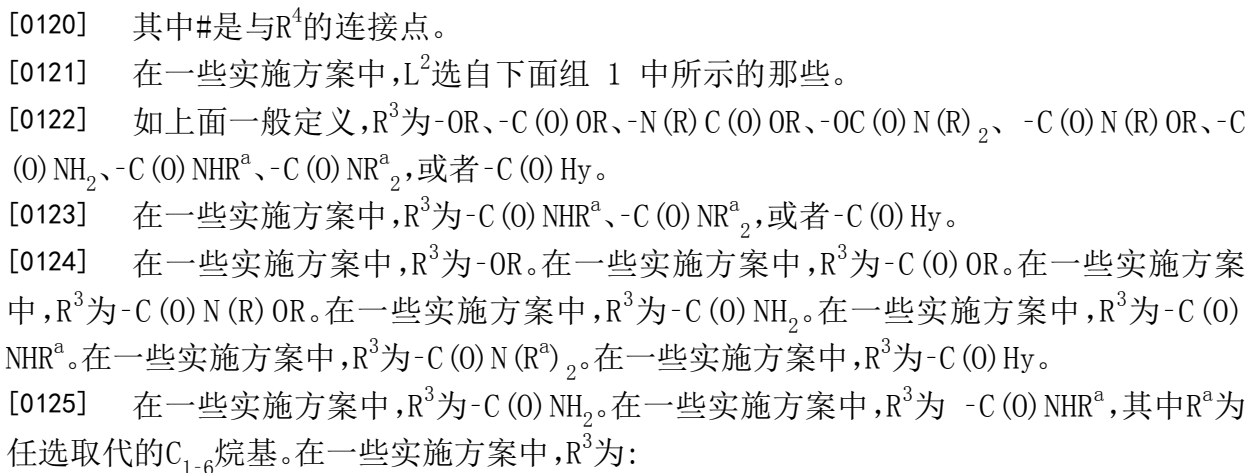 [0120] 其中#是与R⁴的连接点。
[0121] 在一些实施方案中,L²选自下面组 1 中所示的那些。
[0122] 如上面一般定义,R³为-OR、-C(O)OR、-N(R)C(O)OR、-OC(O)N(R)₂、 -C(O)N(R)OR、-C
(O)NH₂、-C(O)NHRᵃ、-C(O)NRᵃ₂,或者-C(O)Hy。
[0123] 在一些实施方案中,R³为-C(O)NHRᵃ、-C(O)NRᵃ₂,或者-C(O)Hy。
[0124] 在一些实施方案中,R³为-OR。在一些实施方案中,R³为-C(O)OR。在一些实施方案
中,R³为-C(O)N(R)OR。在一些实施方案中,R³为-C(O)NH₂。在一些实施方案中,R³为-C(O)
NHRᵃ。在一些实施方案中,R³为-C(O)N(Rᵃ)₂。在一些实施方案中,R³为-C(O)Hy。
[0125] 在一些实施方案中,R³为-C(O)NH₂。在一些实施方案中,R³为 -C(O)NHRᵃ,其中Rᵃ为
任选取代的C₁₋₆烷基。在一些实施方案中,R³为: